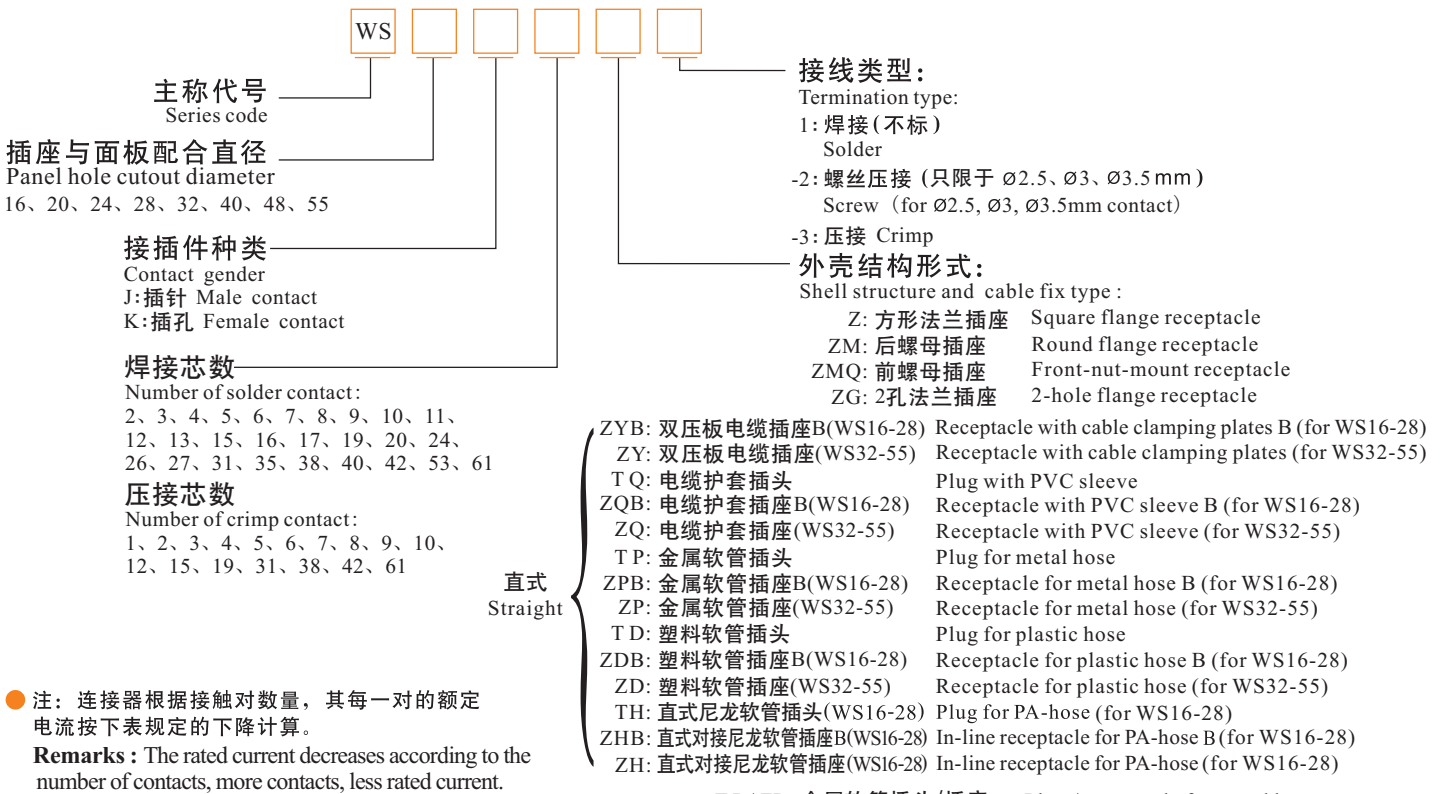 WS
主称代号
Series code
插座与面板配合直径
Panel hole cutout diameter
16、20、24、28、32、40、48、55
接插件种类
Contact gender
J:插针 Male contact
K:插孔 Female contact
焊接芯数
Number of solder contact:
2、3、4、5、6、7、8、9、10、11、
12、13、15、16、17、19、20、24、
26、27、31、35、38、40、42、53、61
压接芯数
Number of crimp contact:
1、2、3、4、5、6、7、8、9、10、
12、15、19、31、38、42、61
接线类型:
Termination type:
1: 焊接(不标)
Solder
-2: 螺丝压接 (只限于 Ø2.5、Ø3、Ø3.5mm)
Screw (for Ø2.5, Ø3, Ø3.5mm contact)
-3: 压接 Crimp
外壳结构形式:
Shell structure and cable fix type :
Z: 方形法兰插座 Square flange receptacle
ZM: 后螺母插座 Round flange receptacle
ZMQ: 前螺母插座 Front-nut-mount receptacle
ZG: 2孔法兰插座 2-hole flange receptacle
直式
Straight
ZYB: 双压板电缆插座B(WS16-28) Receptacle with cable clamping plates B (for WS16-28)
ZY: 双压板电缆插座(WS32-55) Receptacle with cable clamping plates (for WS32-55)
TQ: 电缆护套插头 Plug with PVC sleeve
ZQB: 电缆护套插座B(WS16-28) Receptacle with PVC sleeve B (for WS16-28)
ZQ: 电缆护套插座(WS32-55) Receptacle with PVC sleeve (for WS32-55)
TP: 金属软管插头 Plug for metal hose
ZPB: 金属软管插座B(WS16-28) Receptacle for metal hose B (for WS16-28)
ZP: 金属软管插座(WS32-55) Receptacle for metal hose (for WS32-55)
TD: 塑料软管插头 Plug for plastic hose
ZDB: 塑料软管插座B(WS16-28) Receptacle for plastic hose B (for WS16-28)
ZD: 塑料软管插座(WS32-55) Receptacle for plastic hose (for WS32-55)
TH: 直式尼龙软管插头(WS16-28) Plug for PA-hose (for WS16-28)
ZHB: 直式对接尼龙软管插座B(WS16-28) In-line receptacle for PA-hose B (for WS16-28)
ZH: 直式对接尼龙软管插座(WS16-28) In-line receptacle for PA-hose (for WS16-28)
注: 连接器根据接触对数量, 其每一对的额定
电流按下表规定的下降计算。
Remarks : The rated current decreases according to the
number of contacts, more contacts, less rated current.